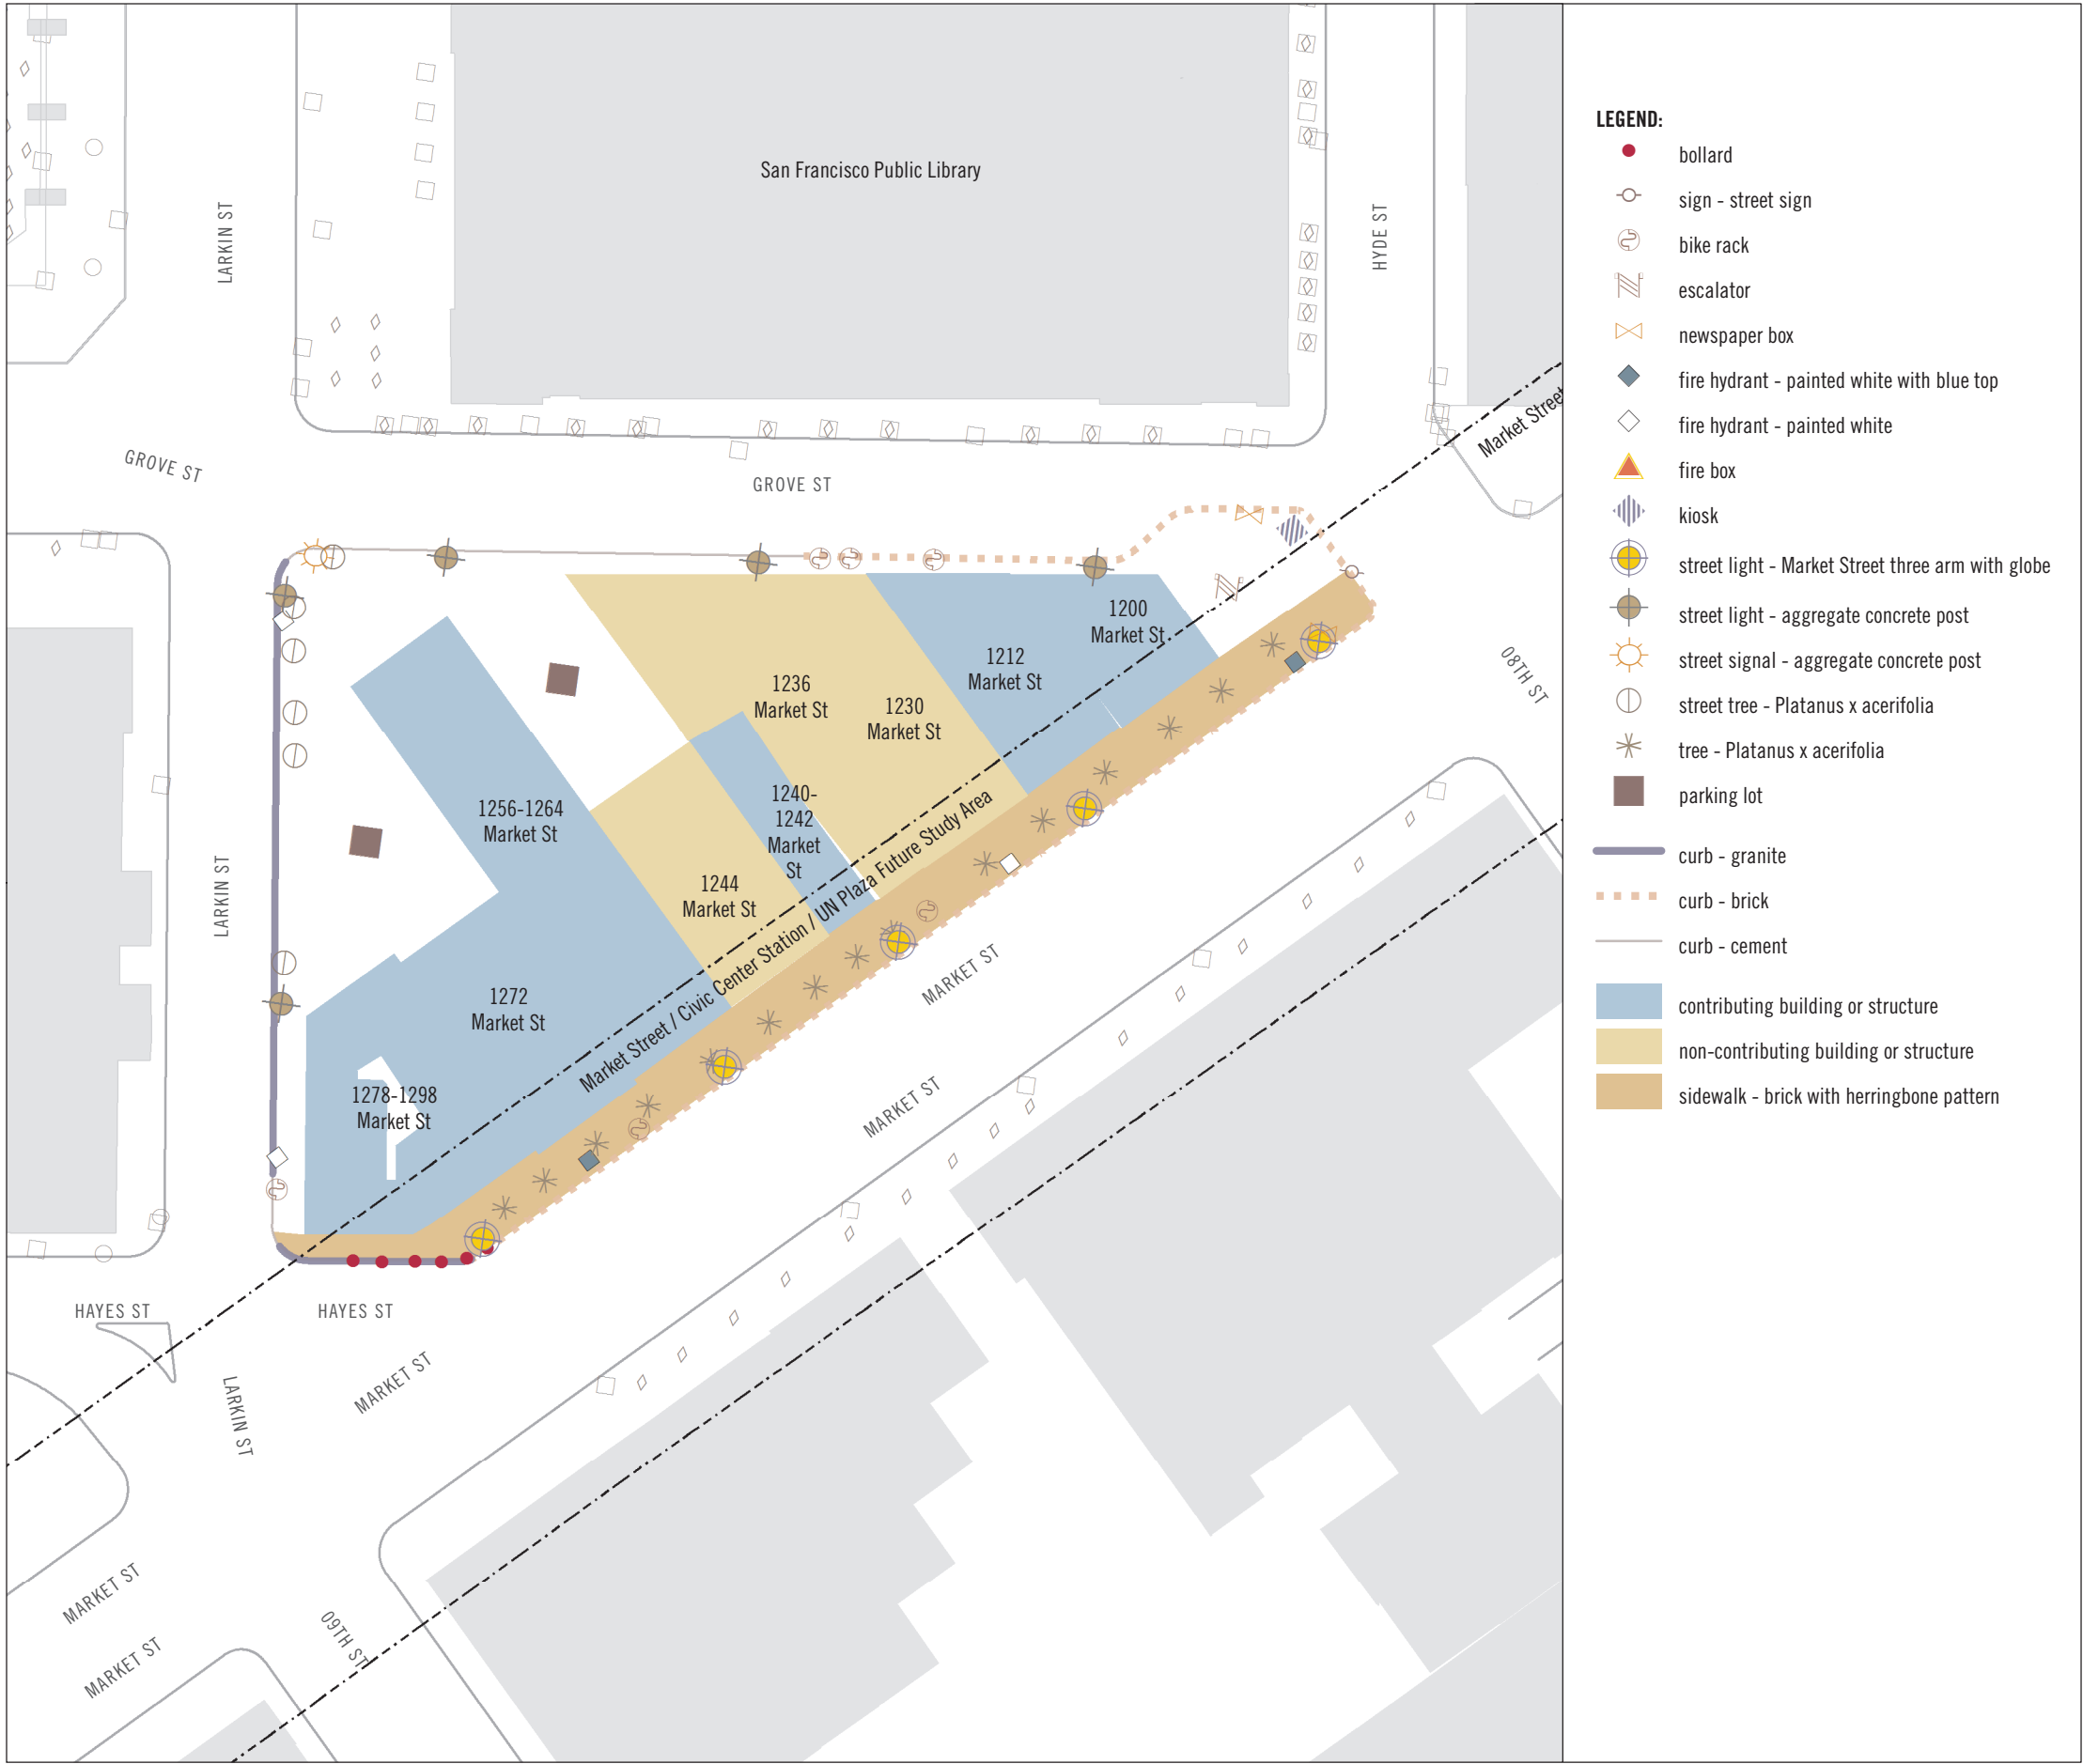 San Francisco Public Library
LARKIN ST
HYDE ST
Market Street
GROVE ST
GROVE ST
1200
Market St
1212
Market St
1236
Market St
1230
Market St
08TH ST
1256-1264
Market St
1240-
1242
Market
St
1244
Market St
LARKIN ST
Market Street / Civic Center Station / UN Plaza Future Study Area
MARKET ST
1272
Market St
1278-1298
Market St
MARKET ST
HAYES ST
HAYES ST
MARKET ST
LARKIN ST
MARKET ST
09TH ST
MARKET ST
LEGEND:
bollard
sign - street sign
bike rack
escalator
newspaper box
fire hydrant - painted white with blue top
fire hydrant - painted white
fire box
kiosk
street light - Market Street three arm with globe
street light - aggregate concrete post
street signal - aggregate concrete post
street tree - Platanus x acerifolia
tree - Platanus x acerifolia
parking lot
curb - granite
curb - brick
curb - cement
contributing building or structure
non-contributing building or structure
sidewalk - brick with herringbone pattern